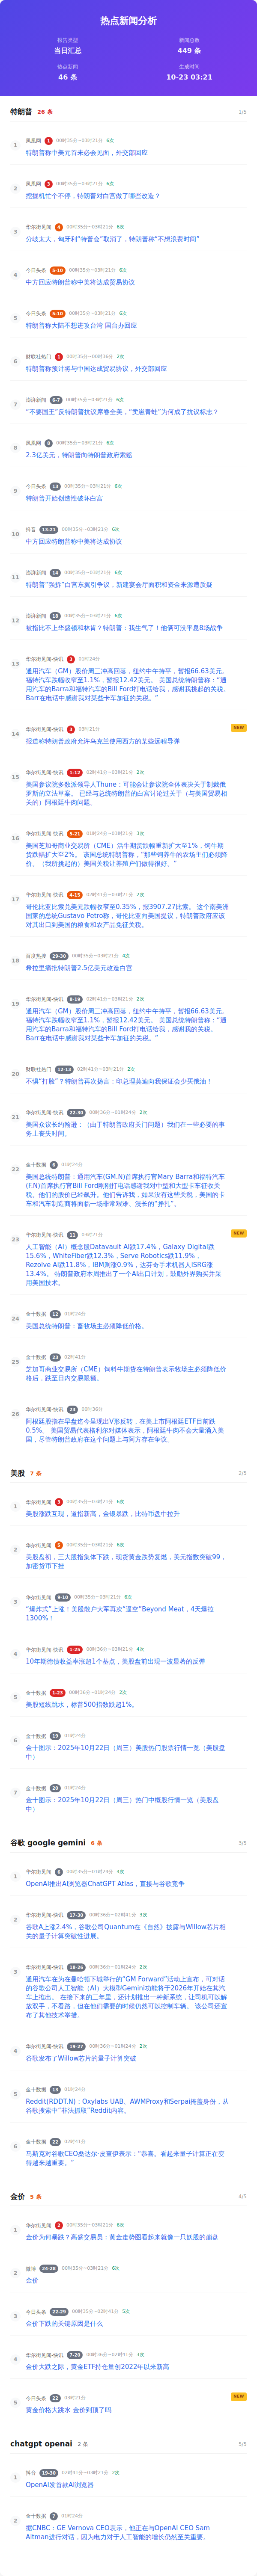 热点新闻分析
报告类型
新闻总数
当日汇总
449 条
热点新闻
生成时间
46 条
10-23 03:21
特朗普 26 条 1/5
1 凤凰网 1 00时35分~03时21分 6次
特朗普称中美元首未必会见面，外交部回应
2 凤凰网 3 00时35分~03时21分 6次
挖掘机忙个不停，特朗普对白宫做了哪些改造？
3 华尔街见闻 4 00时35分~03时21分 6次
分歧太大，匈牙利“特普会”取消了，特朗普称“不想浪费时间”
4 今日头条 5-10 00时35分~03时21分 6次
中方回应特朗普称中美将达成贸易协议
5 今日头条 5-10 00时35分~03时21分 6次
特朗普称大陆不想进攻台湾 国台办回应
6 财联社热门 1 00时35分~00时36分 2次
特朗普称预计将与中国达成贸易协议，外交部回应
7 澎湃新闻 6-7 00时35分~03时21分 6次
“不要国王”反特朗普抗议席卷全美，“卖崽青蛙”为何成了抗议标志？
8 凤凰网 8 00时35分~03时21分 6次
2.3亿美元，特朗普向特朗普政府索赔
9 今日头条 13 00时35分~03时21分 6次
特朗普开始创造性破坏白宫
10 抖音 13-21 00时35分~03时21分 6次
中方回应特朗普称中美将达成协议
11 澎湃新闻 14 00时35分~03时21分 6次
特朗普“强拆”白宫东翼引争议，新建宴会厅面积和资金来源遭质疑
12 澎湃新闻 18 00时35分~03时21分 6次
被指比不上华盛顿和林肯？特朗普：我生气了！他俩可没平息8场战争
13 华尔街见闻-快讯 3 01时24分
通用汽车（GM）股价周三冲高回落，纽约中午持平，暂报66.63美元。
福特汽车涨幅收窄至1.1%，暂报12.42美元。 美国总统特朗普称：“通
用汽车的Barra和福特汽车的Bill Ford打电话给我，感谢我挑起的关税。
Barr在电话中感谢我对某些卡车加征的关税。”
14 华尔街见闻-快讯 3 03时21分 NEW
报道称特朗普政府允许乌克兰使用西方的某些远程导弹
15 华尔街见闻-快讯 1-12 02时41分~03时21分 2次
美国参议院多数派领导人Thune：可能会让参议院全体表决关于制裁俄
罗斯的立法草案。 已经与总统特朗普的白宫讨论过关于（与美国贸易相
关的）阿根廷牛肉问题。
16 华尔街见闻-快讯 5-21 01时24分~03时21分 3次
美国芝加哥商业交易所（CME）活牛期货跌幅重新扩大至1%，饲牛期
货跌幅扩大至2%。 该国总统特朗普称，“那些饲养牛的农场主们必须降
价。（我所挑起的）美国关税让养殖户们做得很好。”
17 华尔街见闻-快讯 4-15 02时41分~03时21分 2次
哥伦比亚比索兑美元跌幅收窄至0.35%，报3907.27比索。 这个南美洲
国家的总统Gustavo Petro称，哥伦比亚向美国提议，特朗普政府应该
对其出口到美国的粮食和农产品免征关税。
18 百度热搜 29-30 00时35分~03时21分 4次
希拉里痛批特朗普2.5亿美元改造白宫
19 华尔街见闻-快讯 8-19 02时41分~03时21分 2次
通用汽车（GM）股价周三冲高回落，纽约中午持平，暂报66.63美元。
福特汽车涨幅收窄至1.1%，暂报12.42美元。 美国总统特朗普称：“通
用汽车的Barra和福特汽车的Bill Ford打电话给我，感谢我的关税。
Barr在电话中感谢我对某些卡车加征的关税。”
20 财联社热门 12-13 02时41分~03时21分 2次
不惧“打脸”？特朗普再次扬言：印总理莫迪向我保证会少买俄油！
21 华尔街见闻-快讯 22-30 00时36分~01时24分 2次
美国众议长约翰逊：（由于特朗普政府关门问题）我们在一些必要的事
务上丧失时间。
22 金十数据 6 01时24分
美国总统特朗普：通用汽车(GM.N)首席执行官Mary Barra和福特汽车
(F.N)首席执行官Bill Ford刚刚打电话感谢我对中型和大型卡车征收关
税。他们的股价已经飙升。他们告诉我，如果没有这些关税，美国的卡
车和汽车制造商将面临一场非常艰难、漫长的“挣扎”。
23 华尔街见闻-快讯 11 03时21分 NEW
人工智能（AI）概念股Datavault AI跌17.4%，Galaxy Digital跌
15.6%，WhiteFiber跌12.3%，Serve Robotics跌11.9%，
Rezolve AI跌11.8%，IBM则涨0.9%，达芬奇手术机器人ISRG涨
13.4%。 特朗普政府本周推出了一个AI出口计划，鼓励外界购买并采
用美国技术。
24 金十数据 12 01时24分
美国总统特朗普：畜牧场主必须降低价格。
25 金十数据 23 02时41分
芝加哥商业交易所（CME）饲料牛期货在特朗普表示牧场主必须降低价
格后，跌至日内交易限额。
26 华尔街见闻-快讯 23 00时36分
阿根廷股指在早盘迄今呈现出V形反转，在美上市阿根廷ETF目前跌
0.5%。 美国贸易代表格利尔对媒体表示，阿根廷牛肉不会大量涌入美
国，尽管特朗普政府在这个问题上与阿方存在争议。
美股 7 条 2/5
1 华尔街见闻 3 00时35分~03时21分 6次
美股涨跌互现，道指新高，金银暴跌，比特币盘中拉升
2 华尔街见闻 5 00时35分~03时21分 6次
美股盘初，三大股指集体下跌，现货黄金跌势复燃，美元指数突破99，
加密货币下挫
3 华尔街见闻 9-10 00时35分~03时21分 6次
“爆炸式”上涨！美股散户大军再次“逼空”Beyond Meat，4天爆拉
1300%！
4 华尔街见闻-快讯 1-25 00时36分~03时21分 4次
10年期德债收益率涨超1个基点，美股盘前出现一波显著的反弹
5 金十数据 1-23 00时36分~01时24分 2次
美股短线跳水，标普500指数跌超1%。
6 金十数据 19 01时24分
金十图示：2025年10月22日（周三）美股热门股票行情一览（美股盘
中）
7 金十数据 20 01时24分
金十图示：2025年10月22日（周三）热门中概股行情一览（美股盘
中）
谷歌 google gemini 6 条 3/5
1 华尔街见闻 6 00时35分~01时24分 4次
OpenAI推出AI浏览器ChatGPT Atlas，直接与谷歌竞争
2 华尔街见闻-快讯 17-30 00时36分~02时41分 3次
谷歌A上涨2.4%，谷歌公司Quantum在《自然》披露与Willow芯片相
关的量子计算突破性进展。
3 华尔街见闻-快讯 18-26 00时36分~01时24分 2次
通用汽车在为在曼哈顿下城举行的“GM Forward”活动上宣布，可对话
的谷歌公司人工智能（AI）大模型Gemini功能将于2026年开始在其汽
车上推出。 在接下来的三年里，还计划推出一种新系统，让司机可以解
放双手，不看路，但在他们需要的时候仍然可以控制车辆。 该公司还宣
布了其他技术举措。
4 华尔街见闻-快讯 19-27 00时36分~01时24分 2次
谷歌发布了Willow芯片的量子计算突破
5 金十数据 19 01时24分
Reddit(RDDT.N)：Oxylabs UAB、AWMProxy和Serpai掩盖身份，从
谷歌搜索中“非法抓取”Reddit内容。
6 金十数据 22 02时41分
马斯克对谷歌CEO桑达尔·皮查伊表示：“恭喜。看起来量子计算正在变
得越来越重要。”
金价 5 条 4/5
1 华尔街见闻 2 00时35分~03时21分 6次
金价为何暴跌？高盛交易员：黄金走势图看起来就像一只妖股的崩盘
2 微博 24-28 00时35分~03时21分 6次
金价
3 今日头条 22-29 00时35分~02时41分 5次
金价下跌的关键原因是什么
4 华尔街见闻-快讯 7-20 00时36分~02时41分 3次
金价大跌之际，黄金ETF持仓量创2022年以来新高
5 今日头条 22 03时21分 NEW
黄金价格大跳水 金价到顶了吗
chatgpt openai 2 条 5/5
1 抖音 19-30 02时41分~03时21分 2次
OpenAI发首款AI浏览器
2 金十数据 7 01时24分
据CNBC：GE Vernova CEO表示，他正在与OpenAI CEO Sam
Altman进行对话，因为电力对于人工智能的增长仍然至关重要。